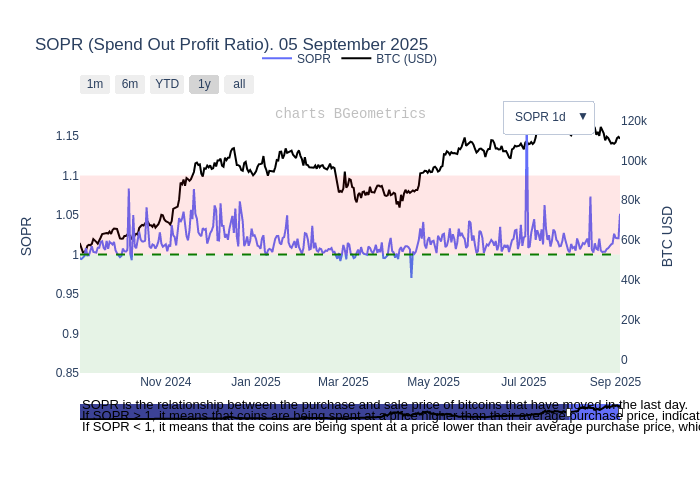 SOPR (Spend Out Profit Ratio). 05 September 2025
SOPR BTC (USD)
1m 6m YTD 1y all
charts BGeometrics
SOPR 1d ▼
1.15
1.1
1.05
1
0.95
0.9
0.85
SOPR
120k
100k
80k
60k
40k
20k
0
BTC USD
Nov 2024 Jan 2025 Mar 2025 May 2025 Jul 2025 Sep 2025
SOPR is the relationship between the purchase and sale price of bitcoins that have moved in the last day.
If SOPR > 1, it means that coins are being spent at a price higher than their average purchase price, indicat
If SOPR < 1, it means that the coins are being spent at a price lower than their average purchase price, whic